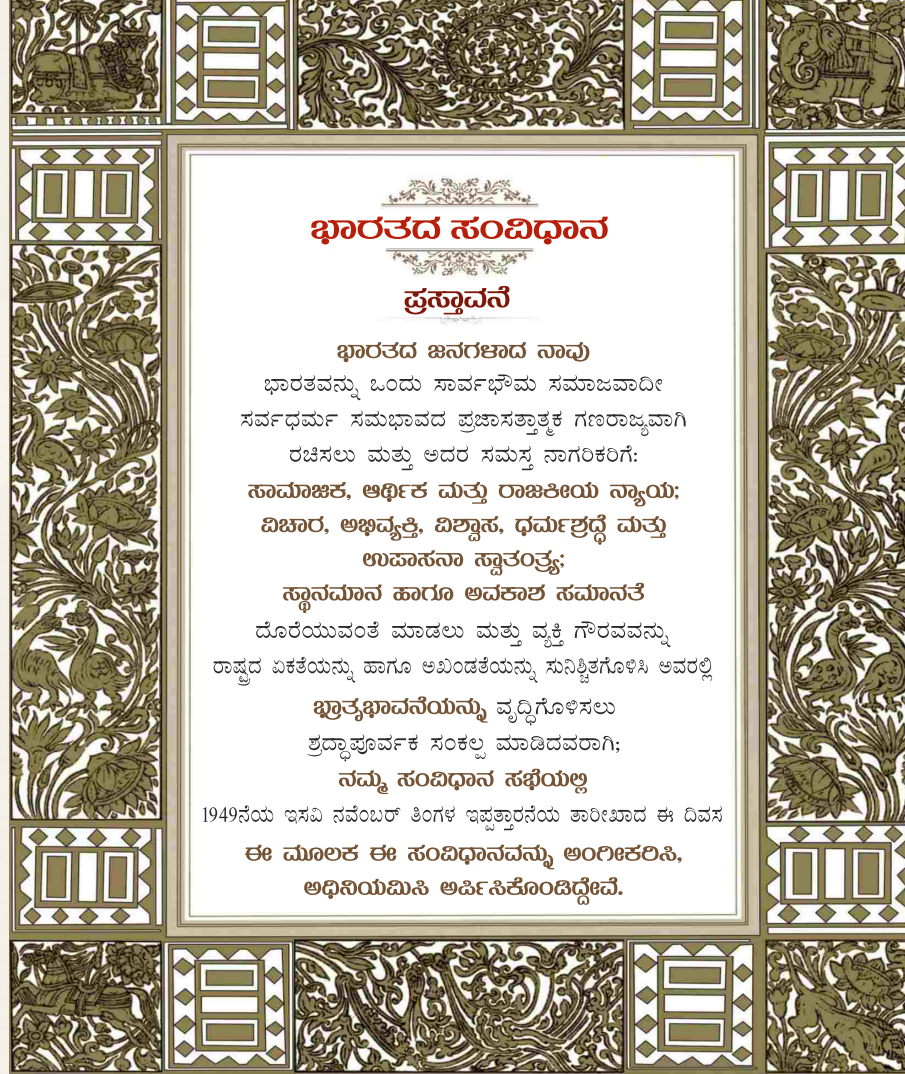 ಭಾರತದ ಸಂವಿಧಾನ
ಪ್ರಸ್ತಾವನೆ
ಭಾರತದ ಜನಗಳಾದ ನಾವು
ಭಾರತವನ್ನು ಒಂದು ಸಾರ್ವಭೌಮ ಸಮಾಜವಾದೀ
ಸರ್ವಧರ್ಮ ಸಮಭಾವದ ಪ್ರಜಾಸತ್ತಾತ್ಮಕ ಗಣರಾಜ್ಯವಾಗಿ
ರಚಿಸಲು ಮತ್ತು ಅದರ ಸಮಸ್ತ ನಾಗರಿಕರಿಗೆ:
ಸಾಮಾಜಿಕ, ಆರ್ಥಿಕ ಮತ್ತು ರಾಜಕೀಯ ನ್ಯಾಯ;
ವಿಚಾರ, ಅಭಿವ್ಯಕ್ತಿ, ವಿಶ್ವಾಸ, ಧರ್ಮಶ್ರದ್ಧೆ ಮತ್ತು
ಉಪಾಸನಾ ಸ್ವಾತಂತ್ರ್ಯ;
ಸ್ಥಾನಮಾನ ಹಾಗೂ ಅವಕಾಶ ಸಮಾನತೆ
ದೊರೆಯುವಂತೆ ಮಾಡಲು ಮತ್ತು ವ್ಯಕ್ತಿ ಗೌರವವನ್ನು
ರಾಷ್ಟ್ರದ ಏಕತೆಯನ್ನು ಹಾಗೂ ಅಖಂಡತೆಯನ್ನು ಸುನಿಶ್ಚಿತಗೊಳಿಸಿ ಅವರಲ್ಲಿ
ಭ್ರಾತೃಭಾವನೆಯನ್ನು ವೃದ್ಧಿಗೊಳಿಸಲು
ಶ್ರದ್ಧಾಪೂರ್ವಕ ಸಂಕಲ್ಪ ಮಾಡಿದವರಾಗಿ;
ನಮ್ಮ ಸಂವಿಧಾನ ಸಭೆಯಲ್ಲಿ
1949ನೆಯ ಇಸವಿ ನವೆಂಬರ್ ತಿಂಗಳ ಇಪ್ಪತ್ತಾರನೆಯ ತಾರೀಖಾದ ಈ ದಿವಸ
ಈ ಮೂಲಕ ಈ ಸಂವಿಧಾನವನ್ನು ಅಂಗೀಕರಿಸಿ,
ಅಧಿನಿಯಮಿಸಿ ಅರ್ಪಿಸಿಕೊಂಡಿದ್ದೇವೆ.